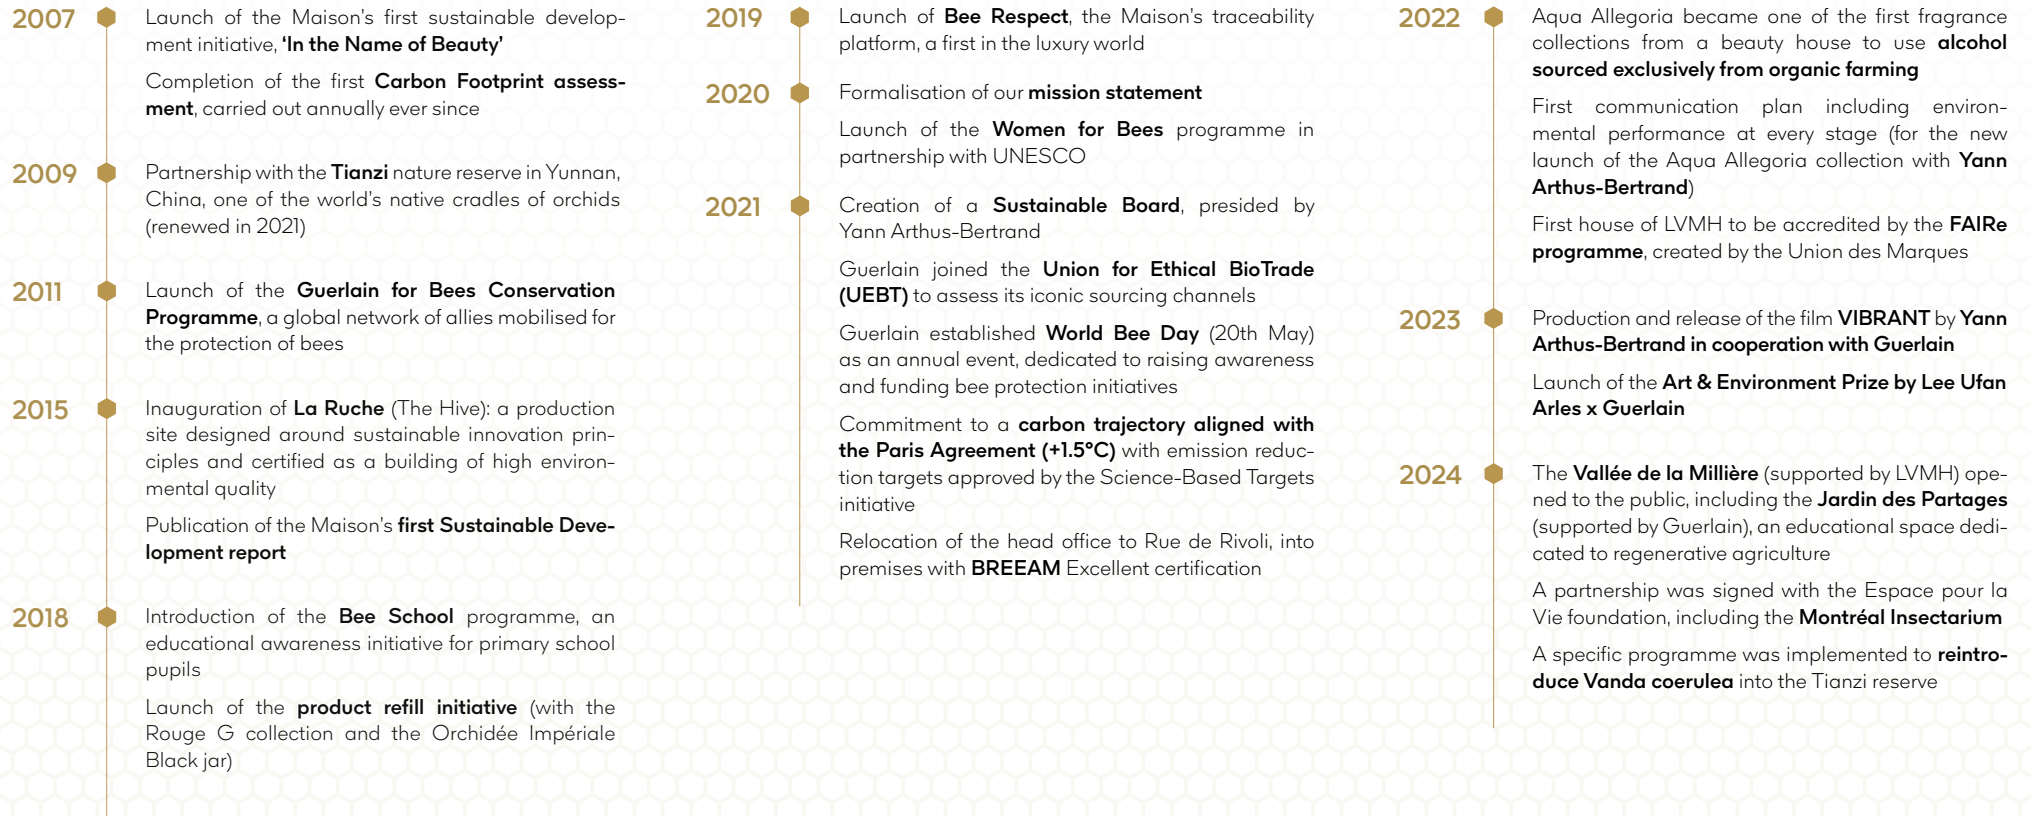 2007
Launch of the Maison's first sustainable develop-
ment initiative, 'In the Name of Beauty'
Completion of the first Carbon Footprint assess-
ment, carried out annually ever since
2009
Partnership with the Tianzi nature reserve in Yunnan,
China, one of the world's native cradles of orchids
(renewed in 2021)
2011
Launch of the Guerlain for Bees Conservation
Programme, a global network of allies mobilised for
the protection of bees
2015
Inauguration of La Ruche (The Hive): a production
site designed around sustainable innovation prin-
ciples and certified as a building of high environ-
mental quality
Publication of the Maison's first Sustainable Deve-
lopment report
2018
Introduction of the Bee School programme, an
educational awareness initiative for primary school
pupils
Launch of the product refill initiative (with the
Rouge G collection and the Orchidée Impériale
Black jar)
2019
Launch of Bee Respect, the Maison's traceability
platform, a first in the luxury world
2020
Formalisation of our mission statement
Launch of the Women for Bees programme in
partnership with UNESCO
2021
Creation of a Sustainable Board, presided by
Yann Arthus-Bertrand
Guerlain joined the Union for Ethical BioTrade
(UEBT) to assess its iconic sourcing channels
Guerlain established World Bee Day (20th May)
as an annual event, dedicated to raising awareness
and funding bee protection initiatives
Commitment to a carbon trajectory aligned with
the Paris Agreement (+1.5°C) with emission reduc-
tion targets approved by the Science-Based Targets
initiative
Relocation of the head office to Rue de Rivoli, into
premises with BREEAM Excellent certification
2022
Aqua Allegoria became one of the first fragrance
collections from a beauty house to use alcohol
sourced exclusively from organic farming
First communication plan including environ-
mental performance at every stage (for the new
launch of the Aqua Allegoria collection with Yann
Arthus-Bertrand)
First house of LVMH to be accredited by the FAIRe
programme, created by the Union des Marques
2023
Production and release of the film VIBRANT by Yann
Arthus-Bertrand in cooperation with Guerlain
Launch of the Art & Environment Prize by Lee Ufan
Arles x Guerlain
2024
The Vallée de la Millière (supported by LVMH) ope-
ned to the public, including the Jardin des Partages
(supported by Guerlain), an educational space dedi-
cated to regenerative agriculture
A partnership was signed with the Espace pour la
Vie foundation, including the Montréal Insectarium
A specific programme was implemented to reintro-
duce Vanda coerulea into the Tianzi reserve